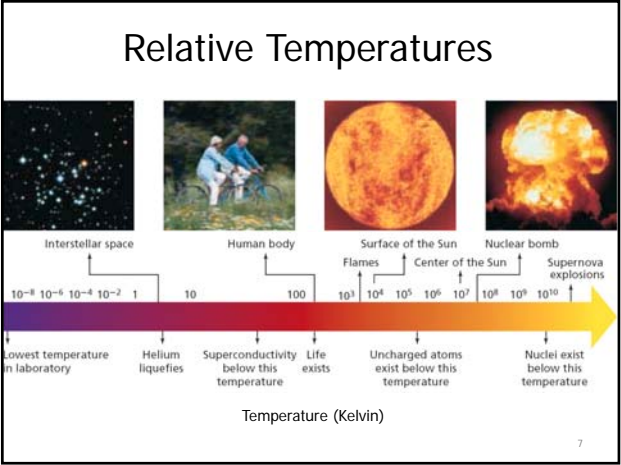 Relative Temperatures
Interstellar space
Human body
Surface of the Sun
Nuclear bomb
Flames
Center of the Sun
Supernova
explosions
10⁻⁸ 10⁻⁶ 10⁻⁴ 10⁻² 1 10 100 10³ 10⁴ 10⁵ 10⁶ 10⁷ 10⁸ 10⁹ 10¹⁰
Lowest temperature
in laboratory
Helium
liquefies
Superconductivity
below this
temperature
Life
exists
Uncharged atoms
exist below this
temperature
Nuclei exist
below this
temperature
Temperature (Kelvin)
7